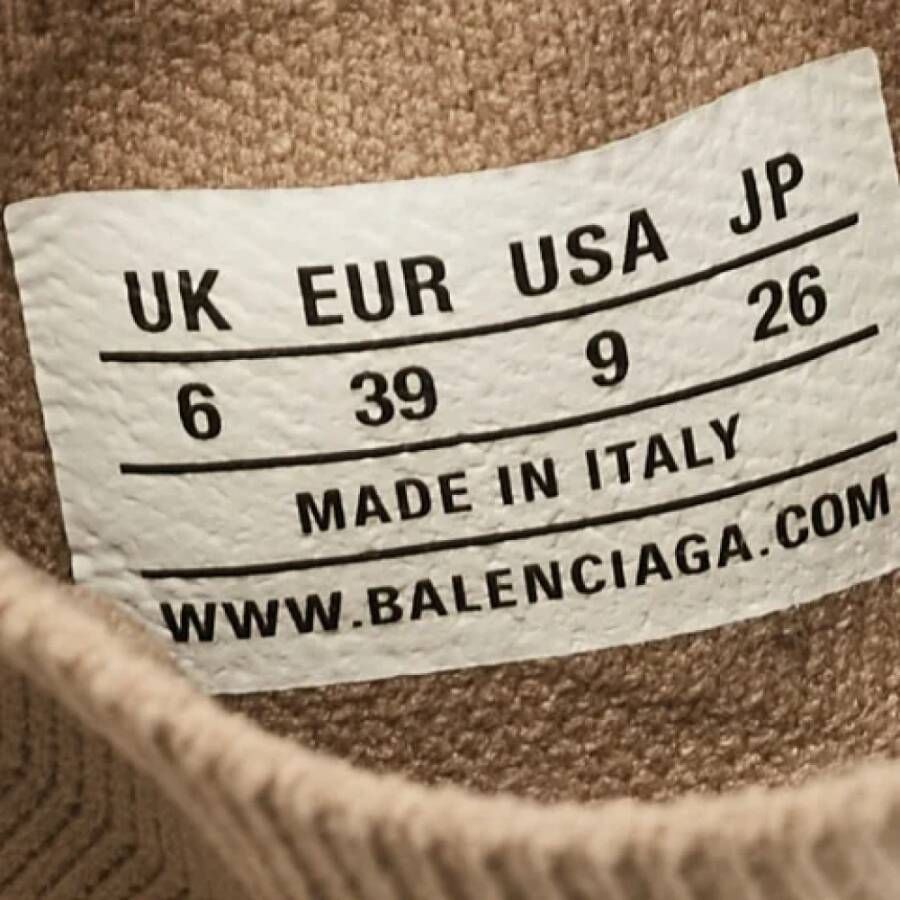 UK EUR USA JP
6 39 9 26
MADE IN ITALY
WWW.BALENCIAGA.COM